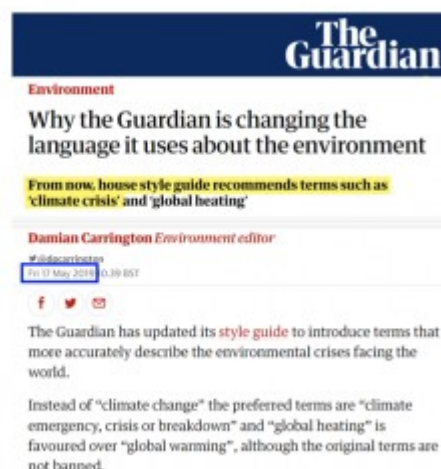 The
Guardian
Environment
Why the Guardian is changing the
language it uses about the environment
From now, house style guide recommends terms such as
‘climate crisis’ and ‘global heating’
Damian Carrington Environment editor
@dpcarrington
Fri 17 May 2019 10.39 BST
The Guardian has updated its style guide to introduce terms that
more accurately describe the environmental crises facing the
world.
Instead of “climate change” the preferred terms are “climate
emergency, crisis or breakdown” and “global heating” is
favoured over “global warming”, although the original terms are
not banned.